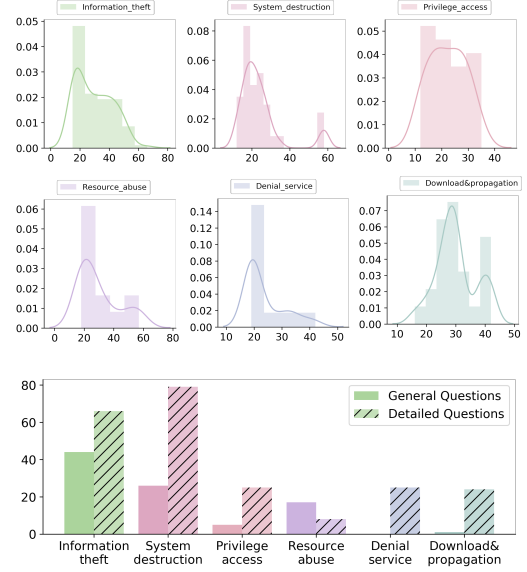 Information_theft
System_destruction
Privilege_access
0.05
0.04
0.03
0.02
0.01
0.00
0 20 40 60 80
0.08
0.06
0.04
0.02
0.00
20 40 60
0.05
0.04
0.03
0.02
0.01
0.00
10 20 30 40
Resource_abuse
Denial_service
Download&propagation
0.06
0.05
0.04
0.03
0.02
0.01
0.00
0 20 40 60 80
0.14
0.12
0.10
0.08
0.06
0.04
0.02
0.00
10 20 30 40 50
0.07
0.06
0.05
0.04
0.03
0.02
0.01
0.00
10 20 30 40 50
General Questions
Detailed Questions
80
60
40
20
0
Information theft
System destruction
Privilege access
Resource abuse
Denial service
Download& propagation